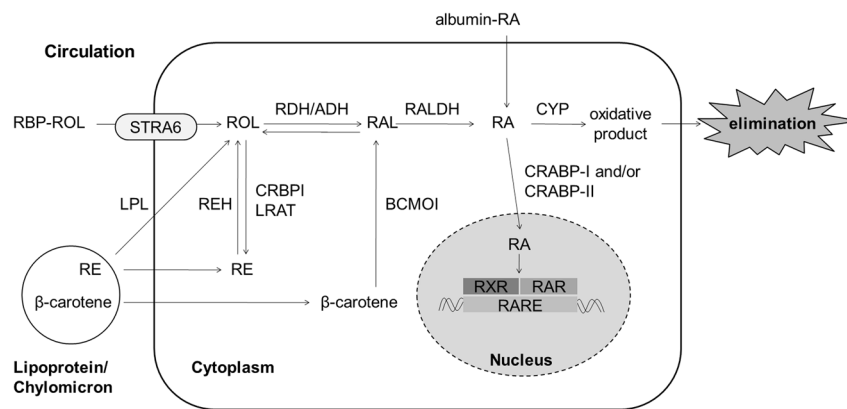 albumin-RA
Circulation
RBP-ROL
STRA6
ROL
RDH/ADH
RAL
RALDH
RA
CYP
oxidative
product
elimination
LPL
REH
CRBPI
LRAT
BCMOI
CRABP-I and/or
CRABP-II
RE
β-carotene
RE
β-carotene
RA
RXR
RAR
RARE
Nucleus
Lipoprotein/
Chylomicron
Cytoplasm